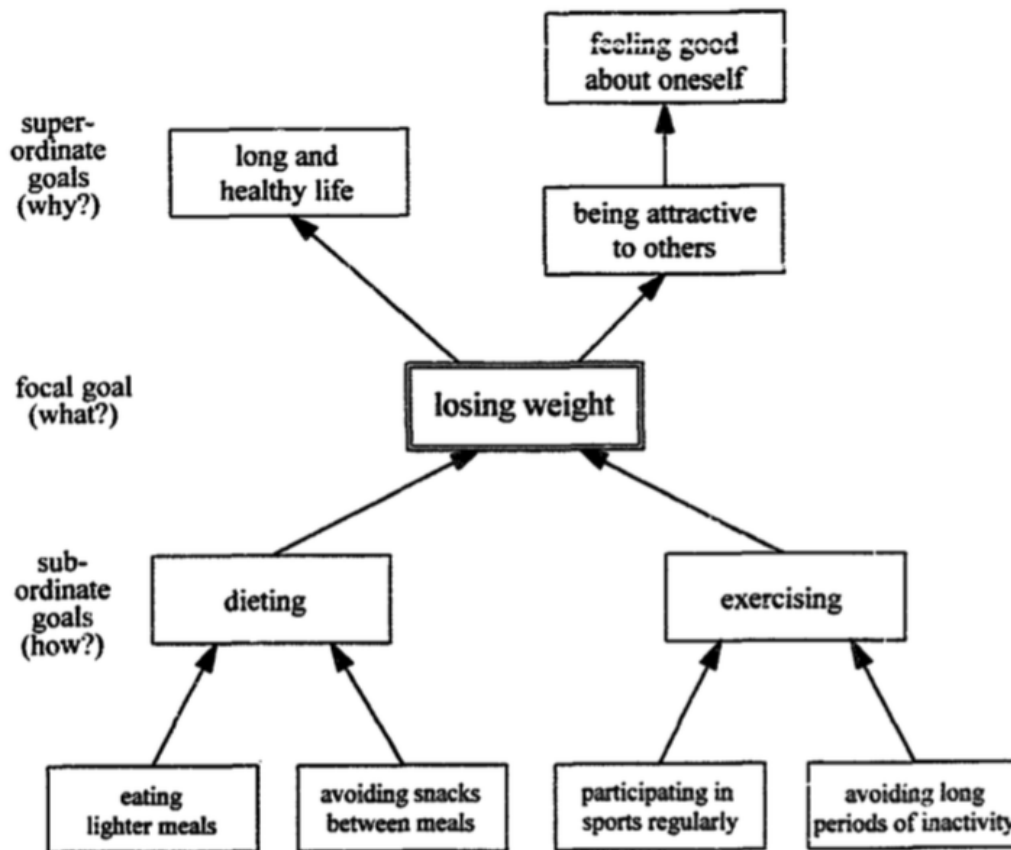 feeling good
about oneself
super-
ordinate
goals
(why?)
long and
healthy life
being attractive
to others
focal goal
(what?)
losing weight
sub-
ordinate
goals
(how?)
dieting
exercising
eating
lighter meals
avoiding snacks
between meals
participating in
sports regularly
avoiding long
periods of inactivity